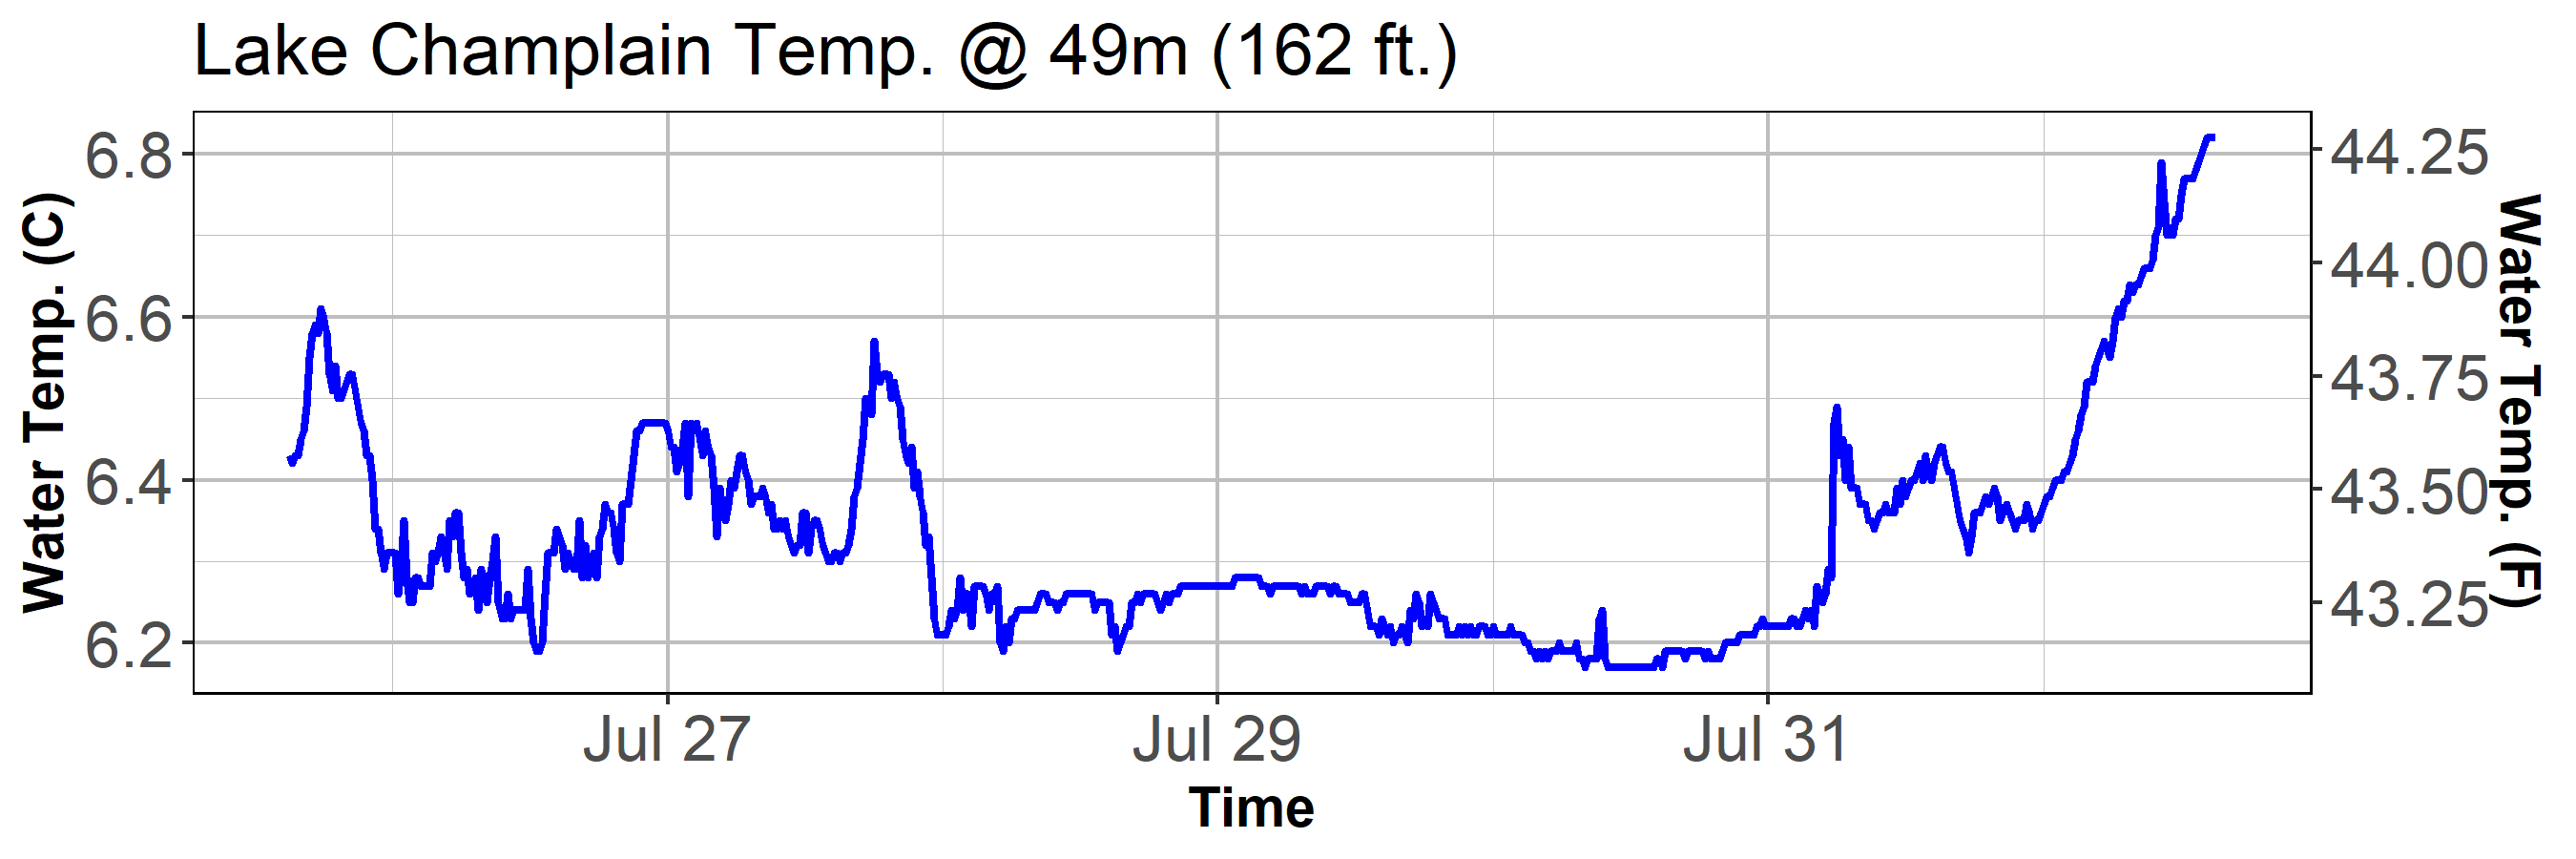 Lake Champlain Temp. @ 49m (162 ft.)
Water Temp. (C)
6.8
6.6
6.4
6.2
44.25
44.00
43.75
43.50
43.25
Water Temp. (F)
Jul 27 Jul 29 Jul 31
Time